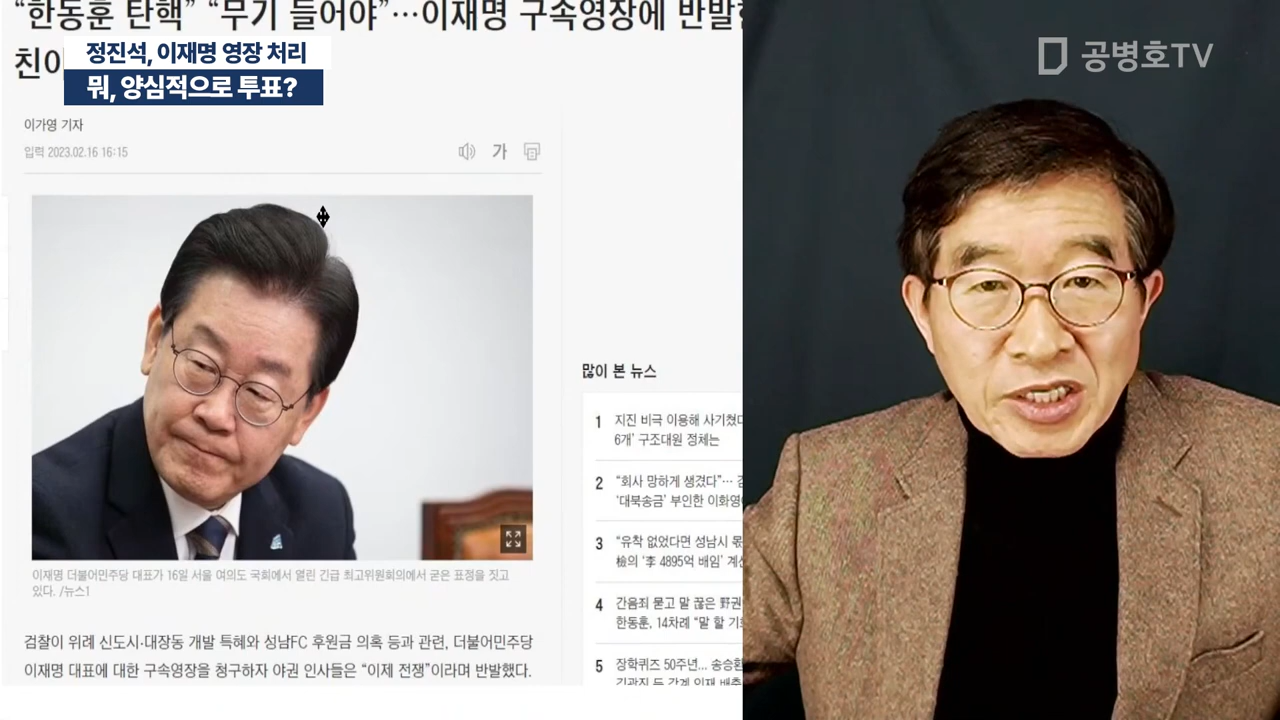 “한동훈 탄핵” “무기 들어야”…이재명 구속영장에 반발
정진석, 이재명 영장 처리
뭐, 양심적으로 투표?
공병호TV
이가영 기자
입력 2023.02.16 16:15
가
이재명 더불어민주당 대표가 16일 서울 여의도 국회에서 열린 긴급 최고위원회의에서 굳은 표정을 짓고
있다. /뉴스1
검찰이 위례 신도시·대장동 개발 특혜와 성남FC 후원금 의혹 등과 관련, 더불어민주당
이재명 대표에 대한 구속영장을 청구하자 야권 인사들은 “이제 전쟁”이라며 반발했다.
많이 본 뉴스
1 지진 비극 이용해 사기쳤다
6개’ 구조대원 정체는
2 “회사 망하게 생겼다”…
‘대북송금’ 부인한 이화영
3 “유착 없었다면 성남시 몫
檢의 ‘李 4895억 배임’
4 간음죄 묻고 말 끊은 野권
한동훈, 14차례 “말 할
5 장학퀴즈 50주년... 송승환
김광진 등 각계 인재